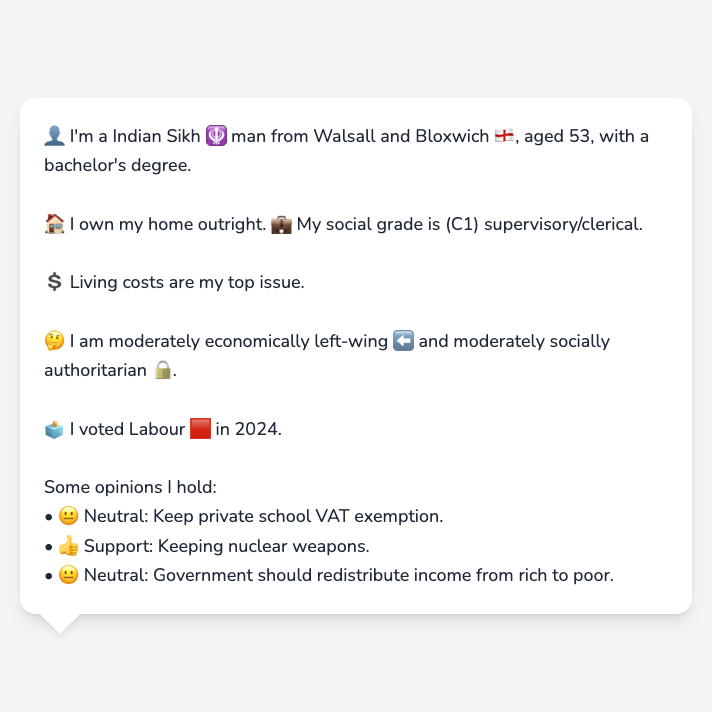 👤 I'm a Indian Sikh 🪯 man from Walsall and Bloxwich 🏴󠁧󠁢󠁥󠁮󠁧󠁿, aged 53, with a
bachelor's degree.
🏠 I own my home outright. 💼 My social grade is (C1) supervisory/clerical.
💲 Living costs are my top issue.
🤔 I am moderately economically left-wing ⬅️ and moderately socially
authoritarian 🔒.
🗳️ I voted Labour 🟥 in 2024.
Some opinions I hold:
• 😐 Neutral: Keep private school VAT exemption.
• 👍 Support: Keeping nuclear weapons.
• 😐 Neutral: Government should redistribute income from rich to poor.